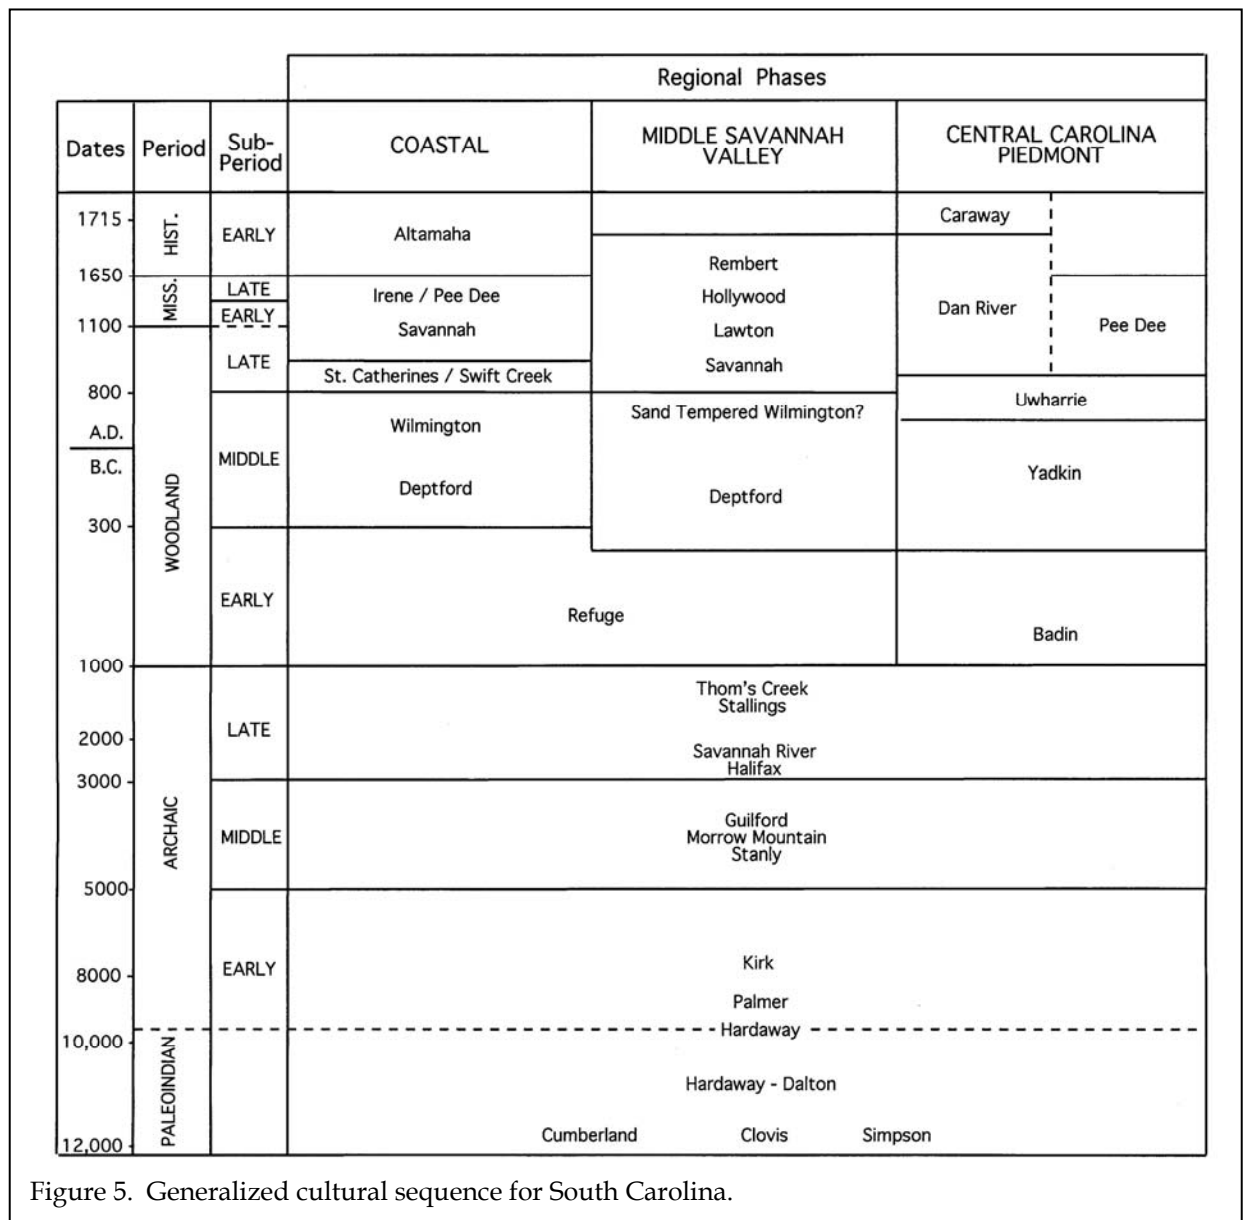 Regional Phases
Dates
Period
Sub-
Period
COASTAL
MIDDLE SAVANNAH
VALLEY
CENTRAL CAROLINA
PIEDMONT
1715
HIST.
EARLY
Altamaha
Caraway
1650
Rembert
MISS.
LATE
Irene / Pee Dee
Hollywood
Dan River
EARLY
1100
Savannah
Lawton
Pee Dee
LATE
St. Catherines / Swift Creek
Savannah
800
Uwharrie
A.D.
Wilmington
Sand Tempered Wilmington?
B.C.
WOODLAND
MIDDLE
Deptford
Deptford
Yadkin
300
EARLY
Refuge
Badin
1000
Thom's Creek
Stallings
LATE
2000
Savannah River
Halifax
3000
ARCHAIC
MIDDLE
Guilford
Morrow Mountain
Stanly
5000
EARLY
Kirk
8000
Palmer
Hardaway
10,000
PALEOINDIAN
Hardaway - Dalton
Cumberland
Clovis
Simpson
12,000
Figure 5. Generalized cultural sequence for South Carolina.